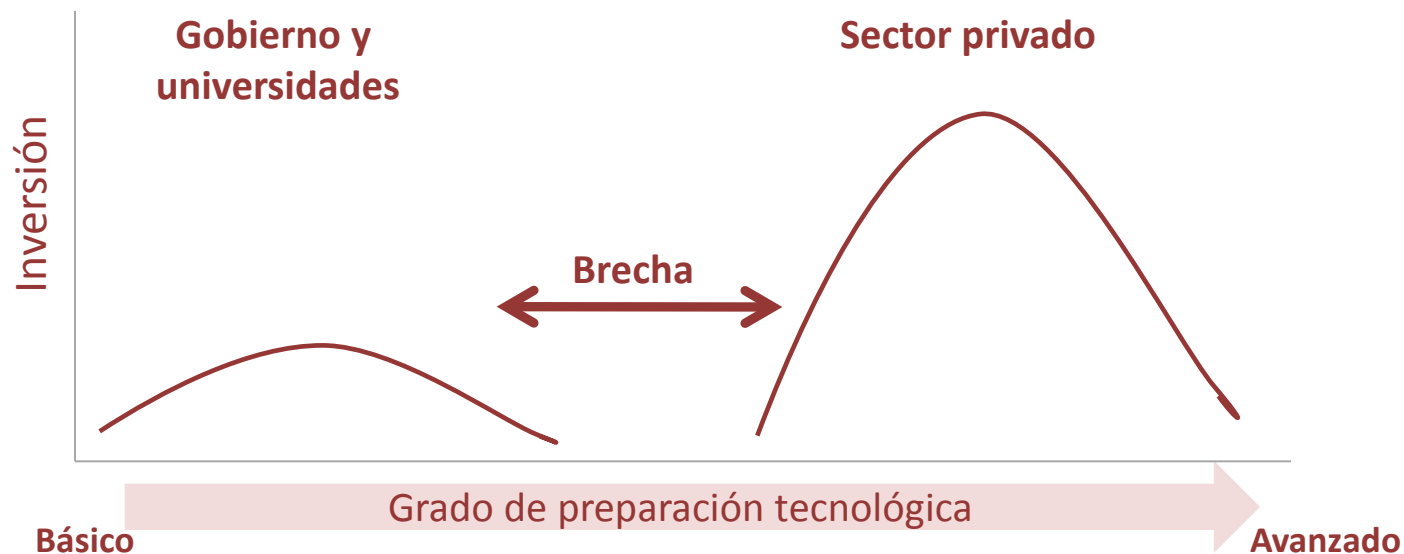 Gobierno y
universidades
Sector privado
Inversión
Brecha
Grado de preparación tecnológica
Básico
Avanzado